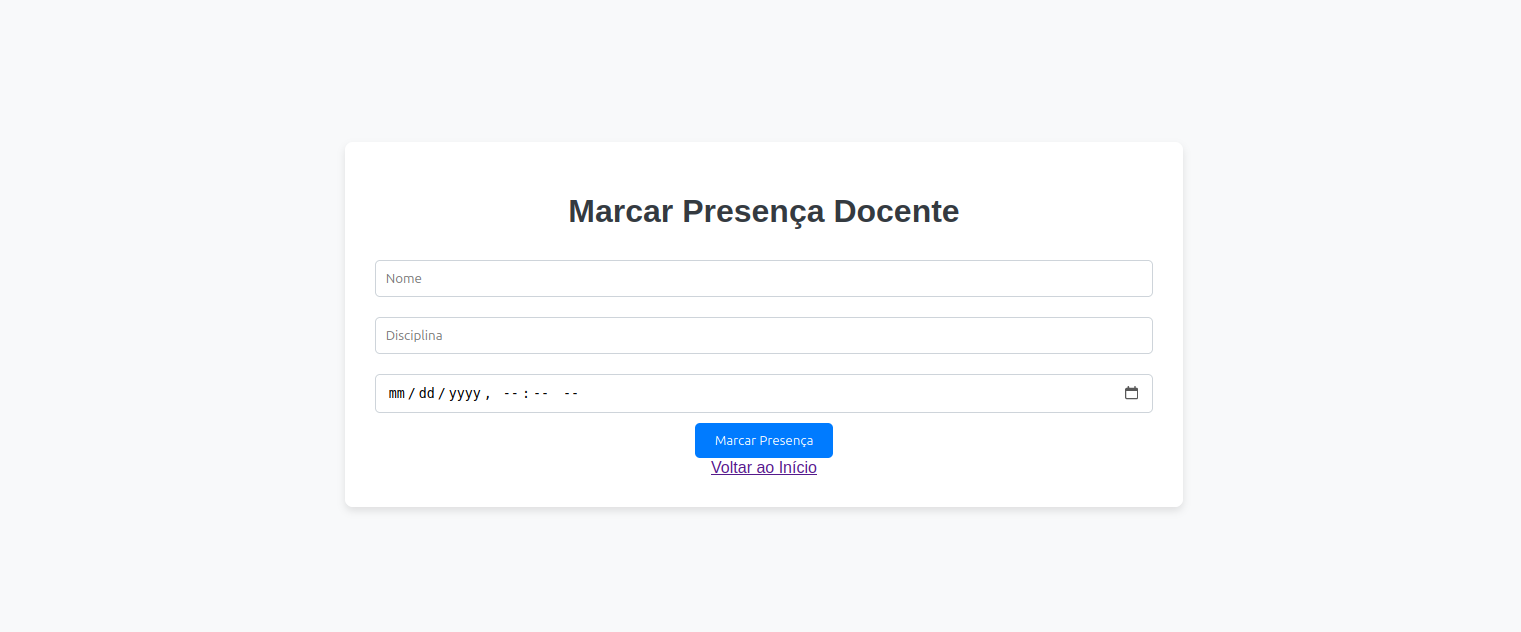 Marcar Presença Docente
Nome
Disciplina
mm/dd/yyyy, --:-- --
Marcar Presença
Voltar ao Início